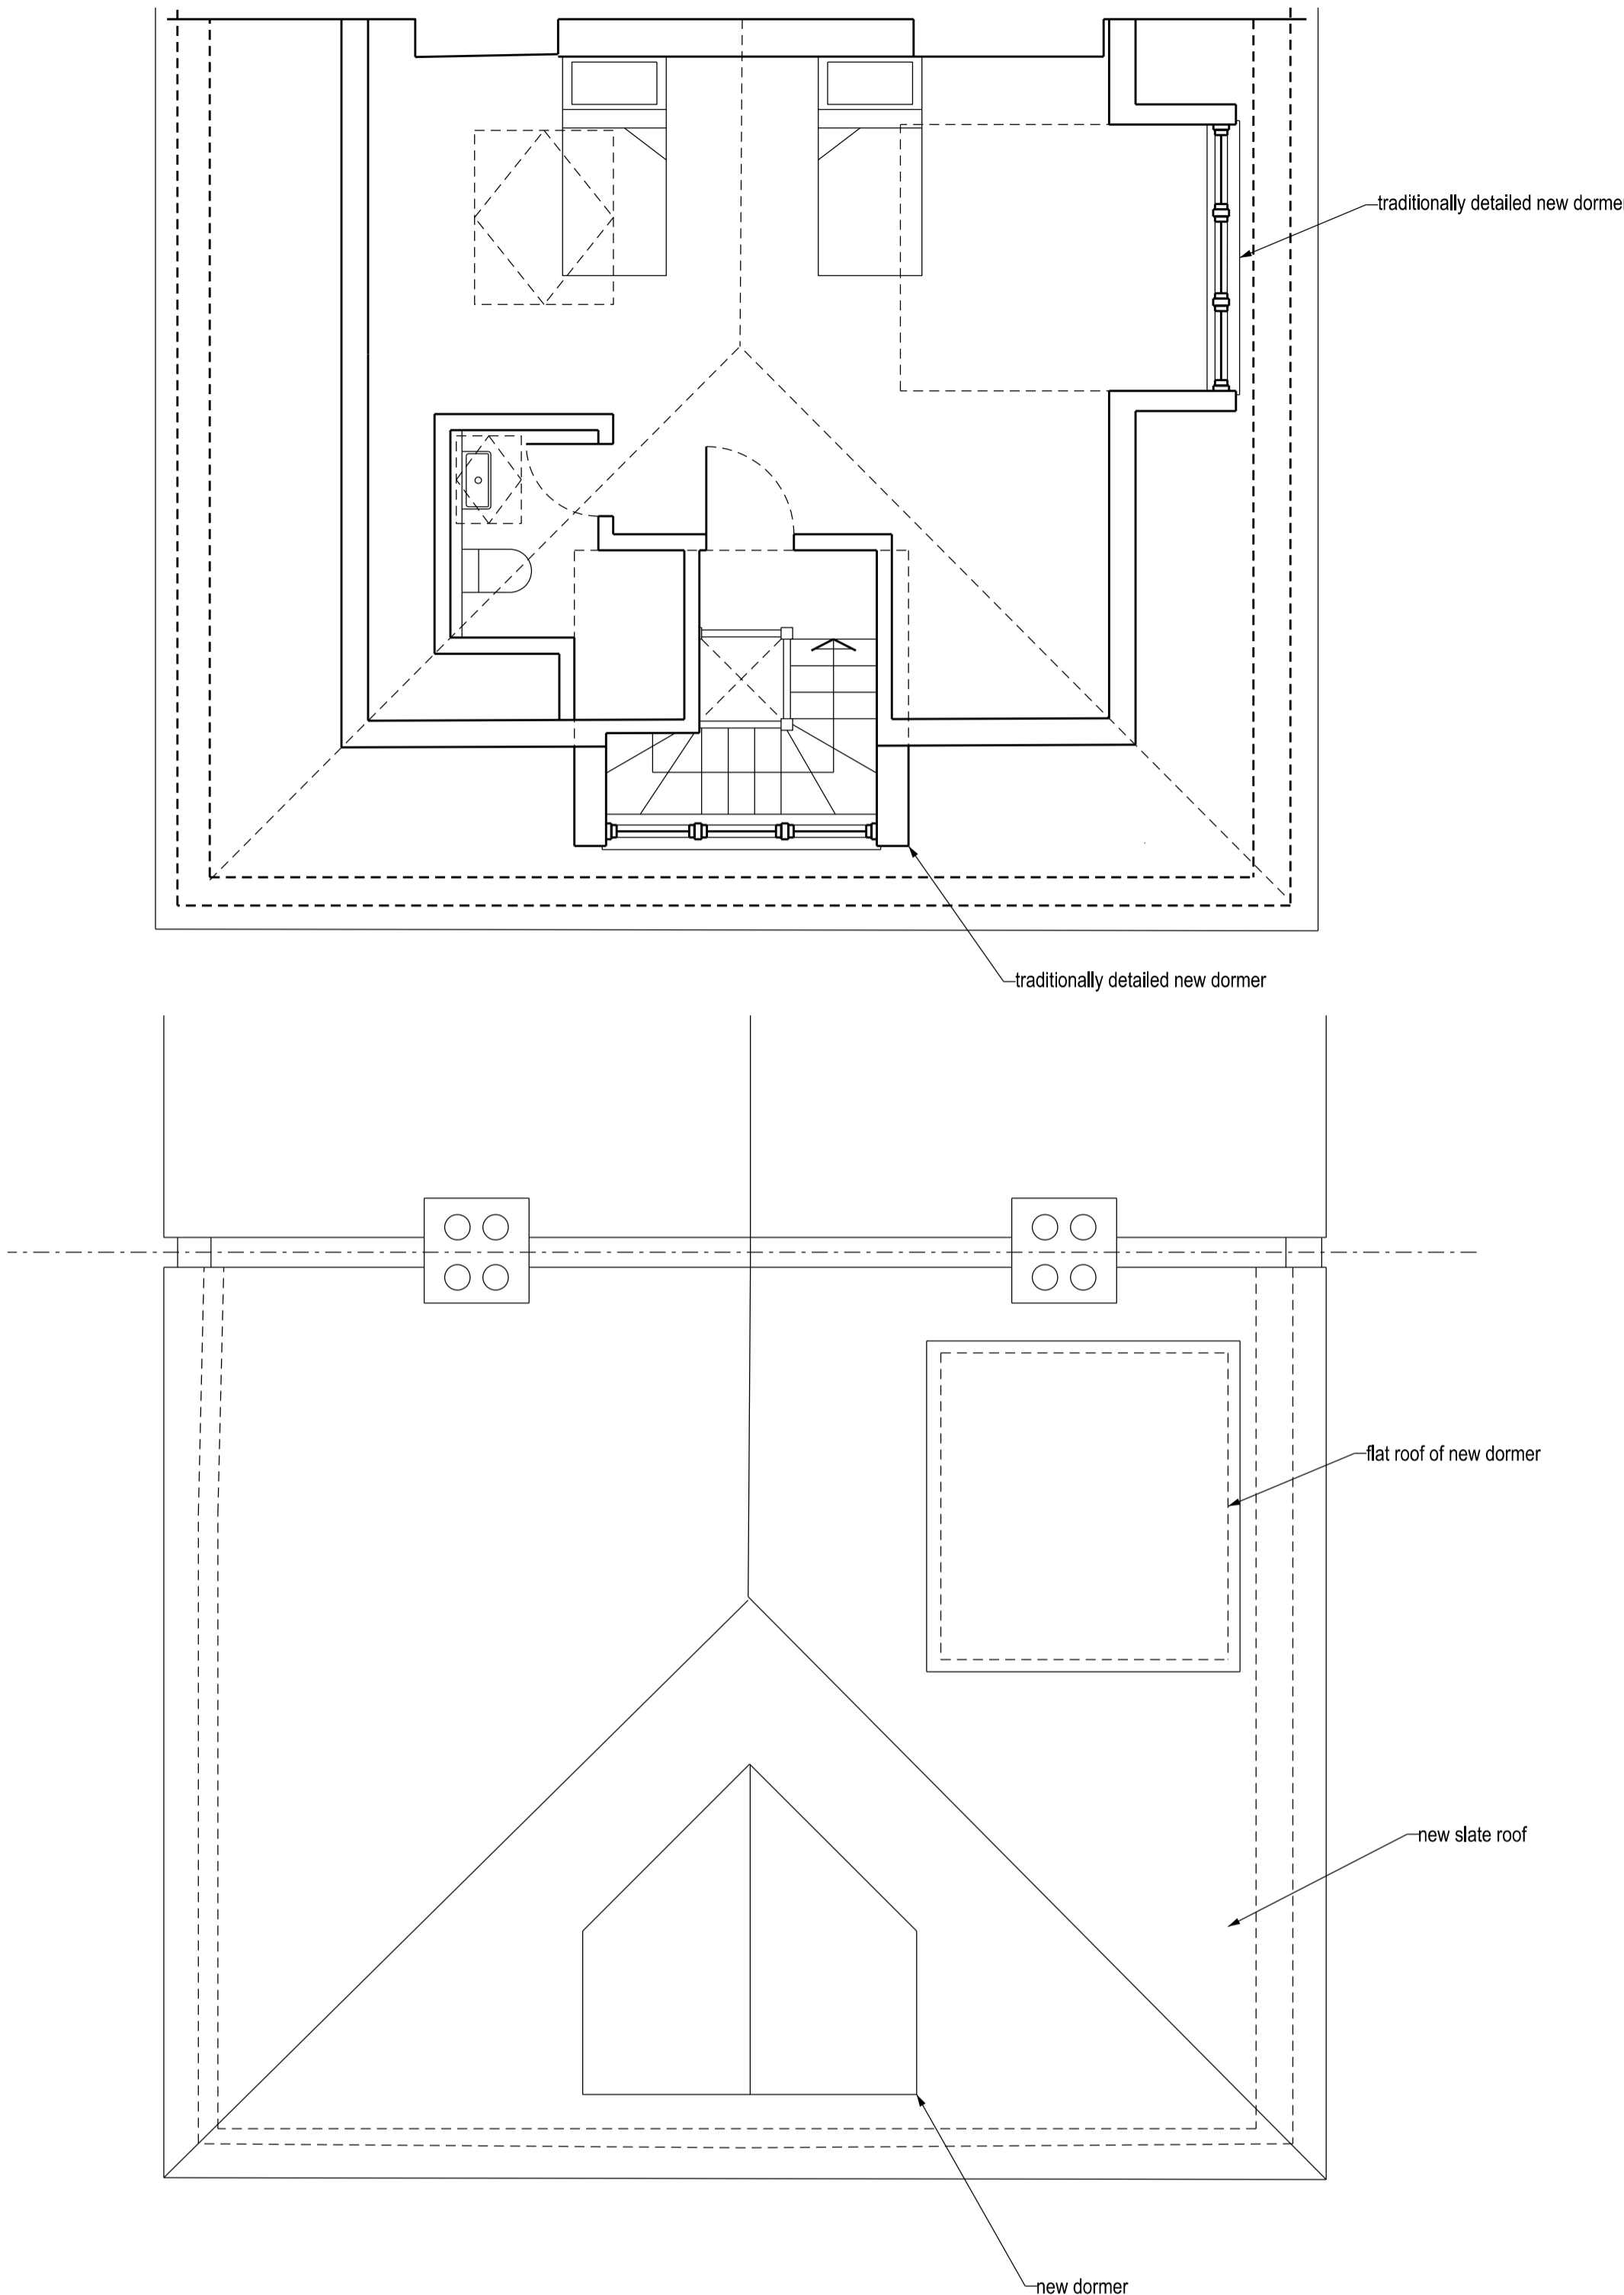 traditionally detailed new dormer
traditionally detailed new dormer
flat roof of new dormer
new slate roof
new dormer